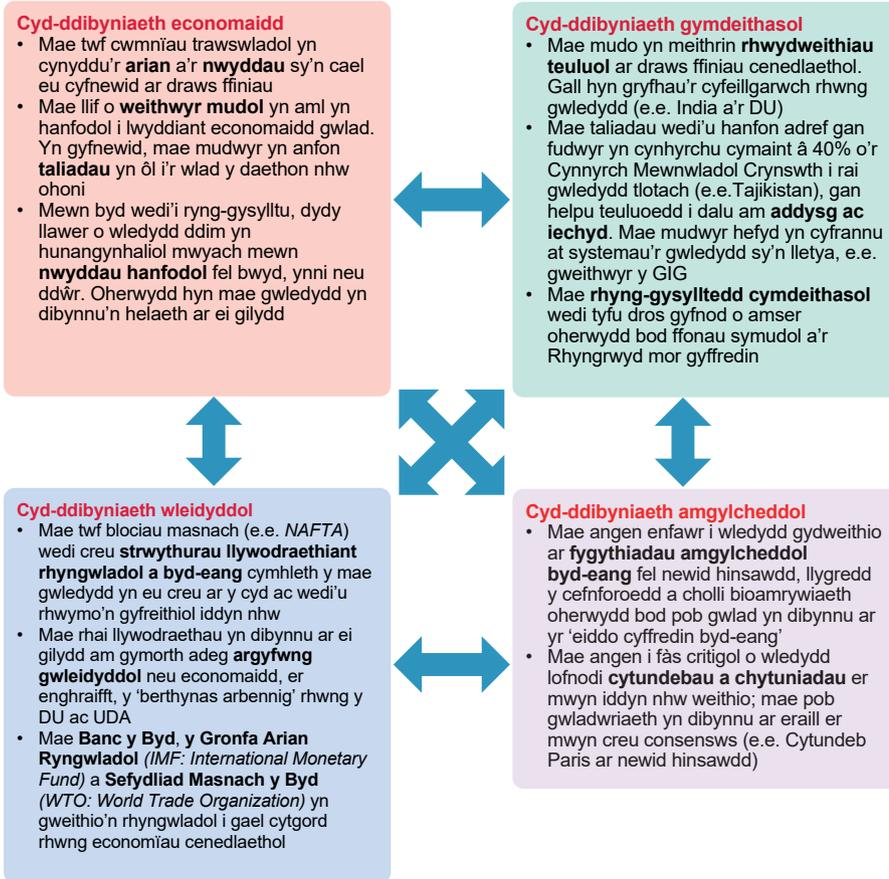 Cyd-ddibyniaeth economaidd
• Mae twf cwmnïau trawswladol yn
cynyddu'r arian a'r nwyddau sy'n cael
eu cyfnewid ar draws ffiniau
• Mae llif o weithwyr mudol yn aml yn
hanfodol i lwyddiant economaidd gwlad.
Yn gyfnewid, mae mudwyr yn anfon
taliadau yn ôl i'r wlad y daethon nhw
ohoni
• Mewn byd wedi'i ryng-gysylltu, dydy
llawer o wledydd ddim yn
hunangynhaliol mwyach mewn
nwyddau hanfodol fel bwyd, ynni neu
ddŵr. Oherwydd hyn mae gwledydd yn
dibynnu'n helaeth ar ei gilydd
Cyd-ddibyniaeth gymdeithasol
• Mae mudo yn meithrin rhwydweithiau
teuluol ar draws ffiniau cenedlaethol.
Gall hyn gryfhau'r cyfeillgarwch rhwng
gwledydd (e.e. India a'r DU)
• Mae taliadau wedi'u hanfon adref gan
fudwyr yn cynhyrchu cymaint â 40% o'r
Cynnyrch Mewnwladol Crynswth i rai
gwledydd tlotach (e.e.Tajikistan), gan
helpu teuluoedd i dalu am addysg ac
iechyd. Mae mudwyr hefyd yn cyfrannu
at systemau'r gwledydd sy'n lletya, e.e.
gweithwyr y GIG
• Mae rhyng-gysylltedd cymdeithasol
wedi tyfu dros gyfnod o amser
oherwydd bod ffonau symudol a'r
Rhyngrwyd mor gyffredin
Cyd-ddibyniaeth wleidyddol
• Mae twf blociau masnach (e.e. NAFTA)
wedi creu strwythurau llywodraethiant
rhyngwladol a byd-eang cymhleth y mae
gwledydd yn eu creu ar y cyd ac wedi'u
rhwymo'n gyfreithiol iddyn nhw
• Mae rhai llywodraethau yn dibynnu ar ei
gilydd am gymorth adeg argyfwng
gwleidyddol neu economaidd, er
enghraifft, y 'berthynas arbennig' rhwng y
DU ac UDA
• Mae Banc y Byd, y Gronfa Arian
Ryngwladol (IMF: International Monetary
Fund) a Sefydliad Masnach y Byd
(WTO: World Trade Organization) yn
gweithio'n rhyngwladol i gael cytgord
rhwng economïau cenedlaethol
Cyd-ddibyniaeth amgylcheddol
• Mae angen enfawr i wledydd gydweithio
ar fygythiadau amgylcheddol
byd-eang fel newid hinsawdd, llygredd
y cefnforoedd a cholli bioamrywiaeth
oherwydd bod pob gwlad yn dibynnu ar
yr 'eiddo cyffredin byd-eang'
• Mae angen i fàs critigol o wledydd
lofnodi cytundebau a chytuniadau er
mwyn iddyn nhw weithio; mae pob
gwladwriaeth yn dibynnu ar eraill er
mwyn creu consensws (e.e. Cytundeb
Paris ar newid hinsawdd)